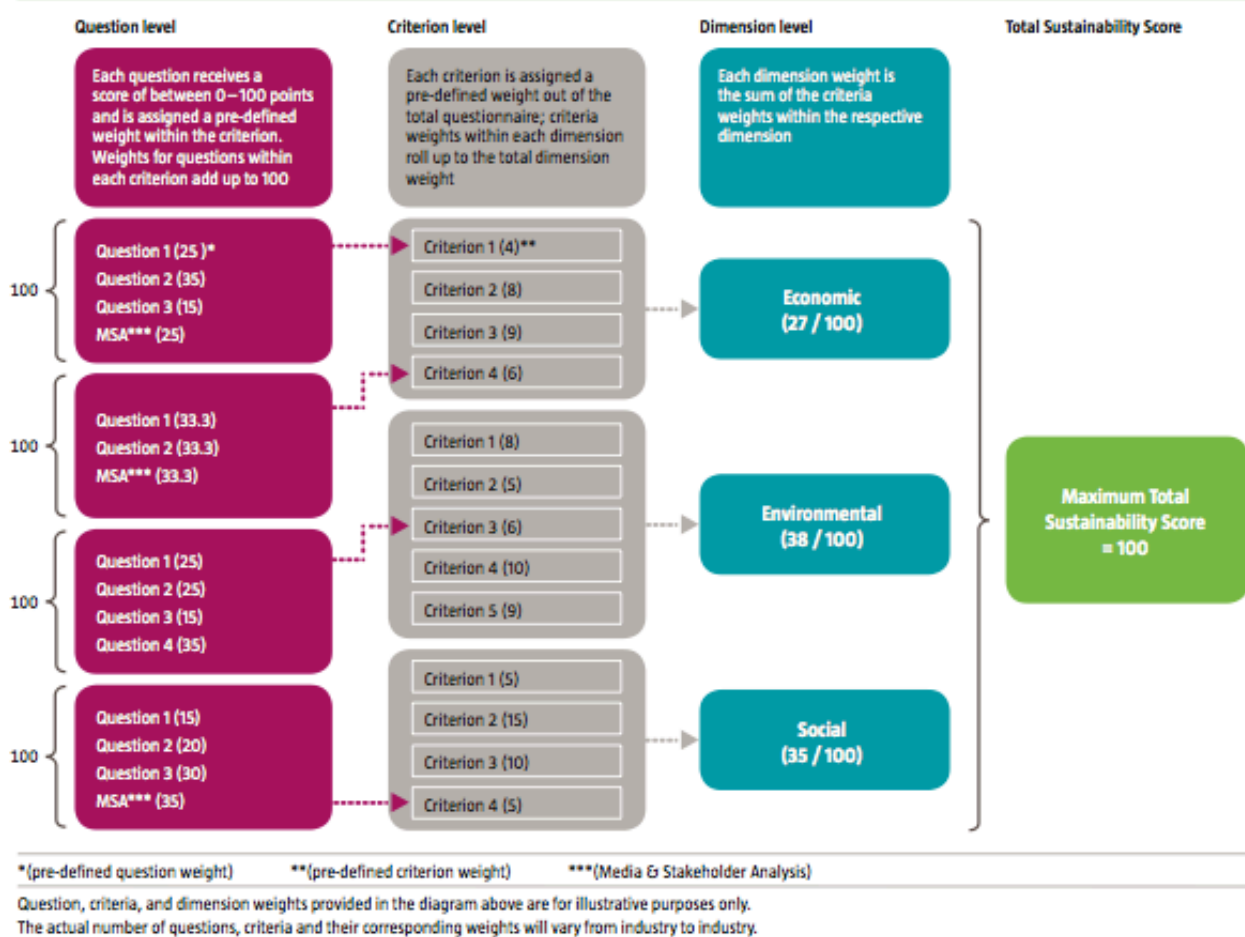 Question level
Criterion level
Dimension level
Total Sustainability Score
Each question receives a
score of between 0–100 points
and is assigned a pre-defined
weight within the criterion.
Weights for questions within
each criterion add up to 100
Each criterion is assigned a
pre-defined weight out of the
total questionnaire; criteria
weights within each dimension
roll up to the total dimension
weight
Each dimension weight is
the sum of the criteria
weights within the respective
dimension
100
Question 1 (25 )*
Question 2 (35)
Question 3 (15)
MSA*** (25)
100
Question 1 (33.3)
Question 2 (33.3)
MSA*** (33.3)
100
Question 1 (25)
Question 2 (25)
Question 3 (15)
Question 4 (35)
100
Question 1 (15)
Question 2 (20)
Question 3 (30)
MSA*** (35)
Criterion 1 (4)**
Criterion 2 (8)
Criterion 3 (9)
Criterion 4 (6)
Criterion 1 (8)
Criterion 2 (5)
Criterion 3 (6)
Criterion 4 (10)
Criterion 5 (9)
Criterion 1 (5)
Criterion 2 (15)
Criterion 3 (10)
Criterion 4 (5)
Economic
(27 / 100)
Environmental
(38 / 100)
Social
(35 / 100)
Maximum Total
Sustainability Score
= 100
*(pre-defined question weight)
**(pre-defined criterion weight)
***(Media & Stakeholder Analysis)
Question, criteria, and dimension weights provided in the diagram above are for illustrative purposes only.
The actual number of questions, criteria and their corresponding weights will vary from industry to industry.